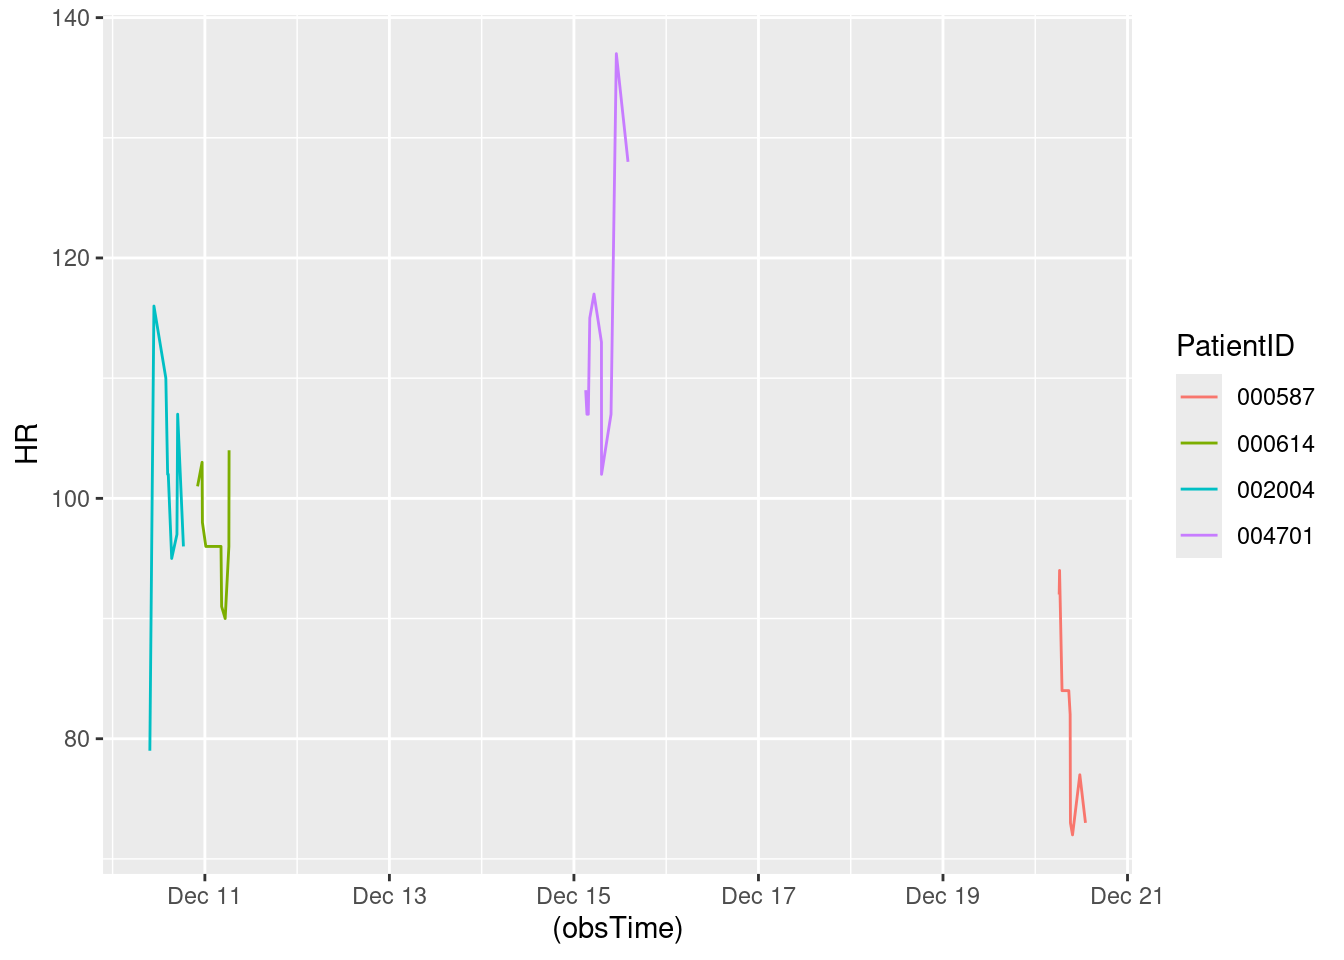 140
120
100
80
HR
Dec 11
Dec 13
Dec 15
Dec 17
Dec 19
Dec 21
(obsTime)
PatientID
000587
000614
002004
004701